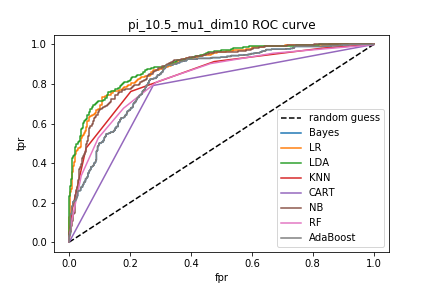 pi_10.5_mu1_dim10 ROC curve
tpr
1.0
0.8
0.6
0.4
0.2
0.0
0.0 0.2 0.4 0.6 0.8 1.0
fpr
random guess
Bayes
LR
LDA
KNN
CART
NB
RF
AdaBoost